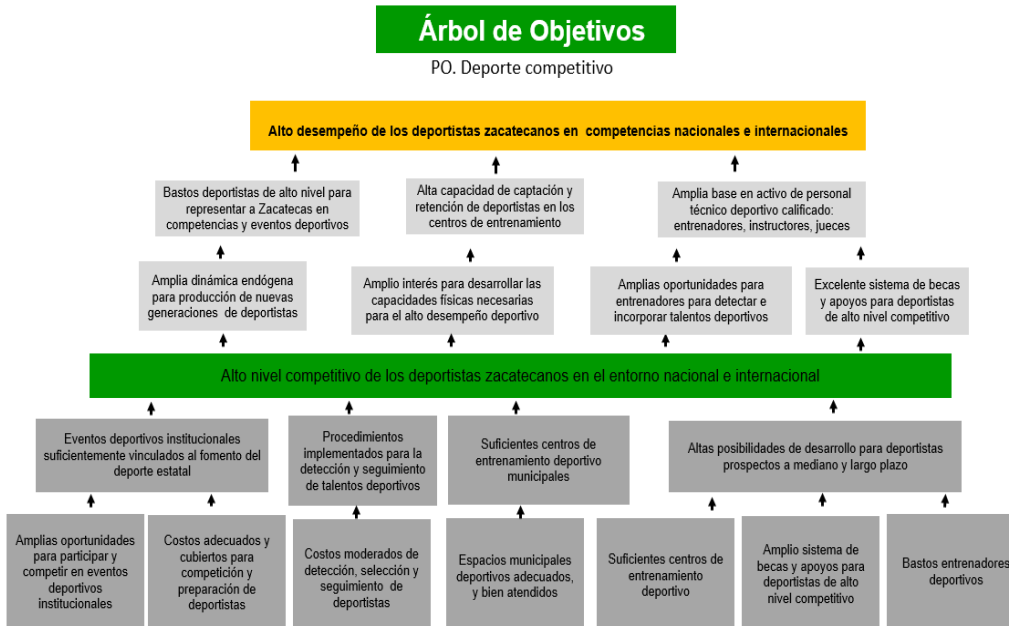 Árbol de Objetivos
PO. Deporte competitivo
Alto desempeño de los deportistas zacatecanos en competencias nacionales e internacionales
Bastos deportistas de alto nivel para
representar a Zacatecas en
competencias y eventos deportivos
Alta capacidad de captación y
retención de deportistas en los
centros de entrenamiento
Amplia base en activo de personal
técnico deportivo calificado:
entrenadores, instructores, jueces
Amplia dinámica endógena
para producción de nuevas
generaciones de deportistas
Amplio interés para desarrollar las
capacidades físicas necesarias
para el alto desempeño deportivo
Amplias oportunidades para
entrenadores para detectar e
incorporar talentos deportivos
Excelente sistema de becas
y apoyos para deportistas
de alto nivel competitivo
Alto nivel competitivo de los deportistas zacatecanos en el entorno nacional e internacional
Eventos deportivos institucionales
suficientemente vinculados al fomento del
deporte estatal
Procedimientos
implementados para la
detección y seguimiento
de talentos deportivos
Suficientes centros de
entrenamiento deportivo
municipales
Altas posibilidades de desarrollo para deportistas
prospectos a mediano y largo plazo
Amplias oportunidades
para participar y
competir en eventos
deportivos
institucionales
Costos adecuados y
cubiertos para
competición y
preparación de
deportistas
Costos moderados de
detección, selección y
seguimiento de
deportistas
Espacios municipales
deportivos adecuados,
y bien atendidos
Suficientes centros de
entrenamiento
deportivo
Amplio sistema de
becas y apoyos para
deportistas de alto
nivel competitivo
Bastos entrenadores
deportivos